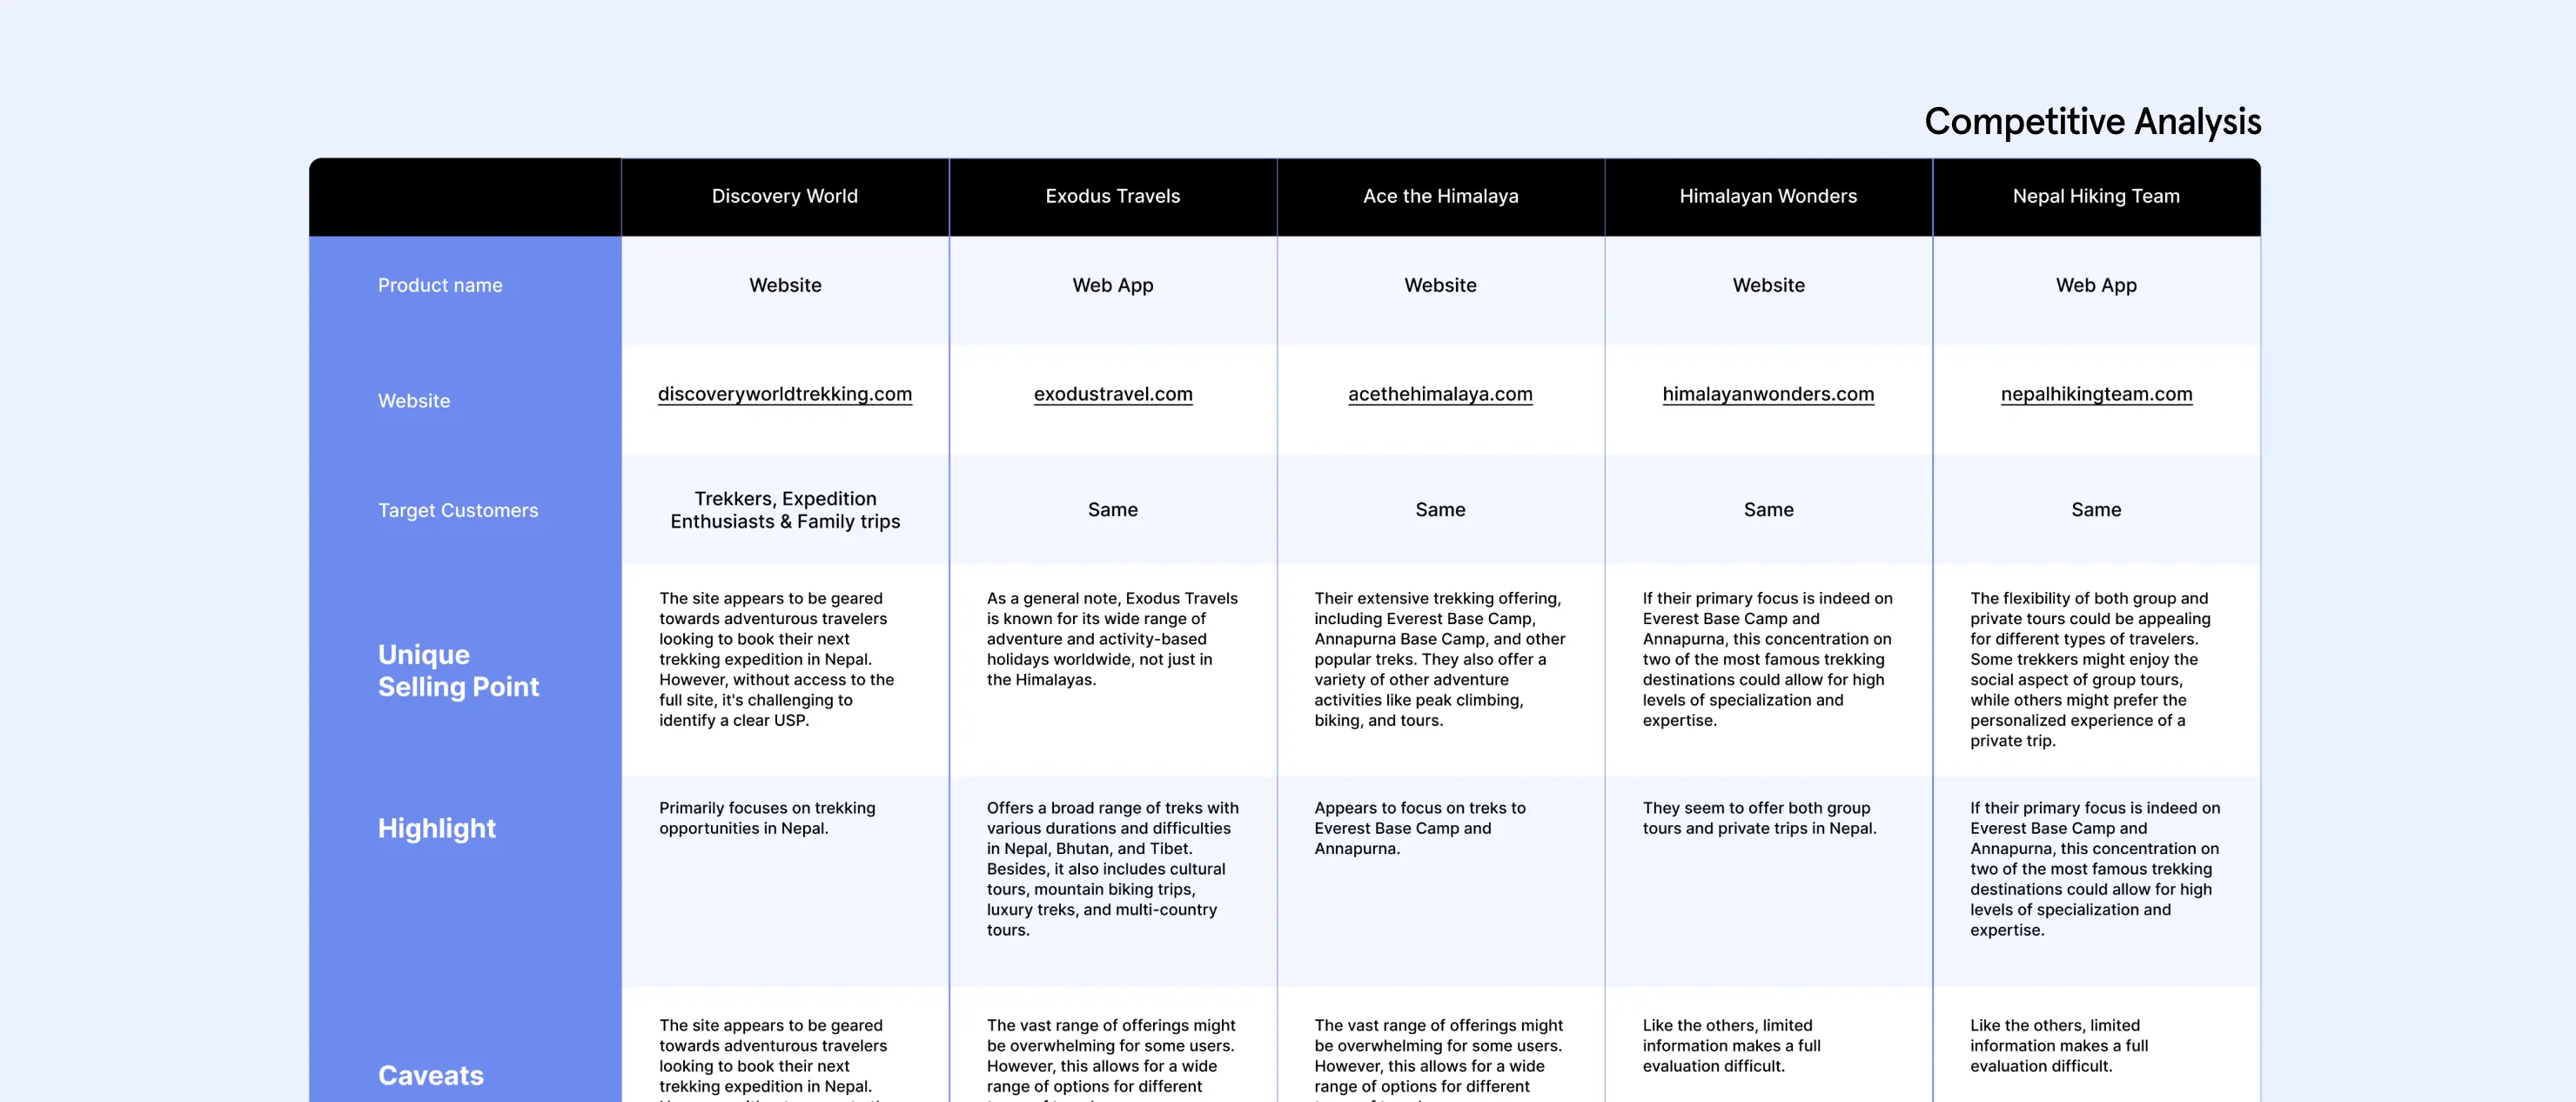 Competitive Analysis
Discovery World
Exodus Travels
Ace the Himalaya
Himalayan Wonders
Nepal Hiking Team
Product name
Website
Web App
Website
Website
Web App
Website
discoveryworldtrekking.com
exodustravel.com
acethehimalaya.com
himalayanwonders.com
nepalhikingteam.com
Target Customers
Trekkers, Expedition
Enthusiasts & Family trips
Same
Same
Same
Same
Unique
Selling Point
The site appears to be geared
towards adventurous travelers
looking to book their next
trekking expedition in Nepal.
However, without access to the
full site, it's challenging to
identify a clear USP.
As a general note, Exodus Travels
is known for its wide range of
adventure and activity-based
holidays worldwide, not just in
the Himalayas.
Their extensive trekking offering,
including Everest Base Camp,
Annapurna Base Camp, and other
popular treks. They also offer a
variety of other adventure
activities like peak climbing,
biking, and tours.
If their primary focus is indeed on
Everest Base Camp and
Annapurna, this concentration on
two of the most famous trekking
destinations could allow for high
levels of specialization and
expertise.
The flexibility of both group and
private tours could be appealing
for different types of travelers.
Some trekkers might enjoy the
social aspect of group tours,
while others might prefer the
personalized experience of a
private trip.
Highlight
Primarily focuses on trekking
opportunities in Nepal.
Offers a broad range of treks with
various durations and difficulties
in Nepal, Bhutan, and Tibet.
Besides, it also includes cultural
tours, mountain biking trips,
luxury treks, and multi-country
tours.
Appears to focus on treks to
Everest Base Camp and
Annapurna.
They seem to offer both group
tours and private trips in Nepal.
If their primary focus is indeed on
Everest Base Camp and
Annapurna, this concentration on
two of the most famous trekking
destinations could allow for high
levels of specialization and
expertise.
Caveats
The site appears to be geared
towards adventurous travelers
looking to book their next
trekking expedition in Nepal.
The vast range of offerings might
be overwhelming for some users.
However, this allows for a wide
range of options for different
The vast range of offerings might
be overwhelming for some users.
However, this allows for a wide
range of options for different
Like the others, limited
information makes a full
evaluation difficult.
Like the others, limited
information makes a full
evaluation difficult.